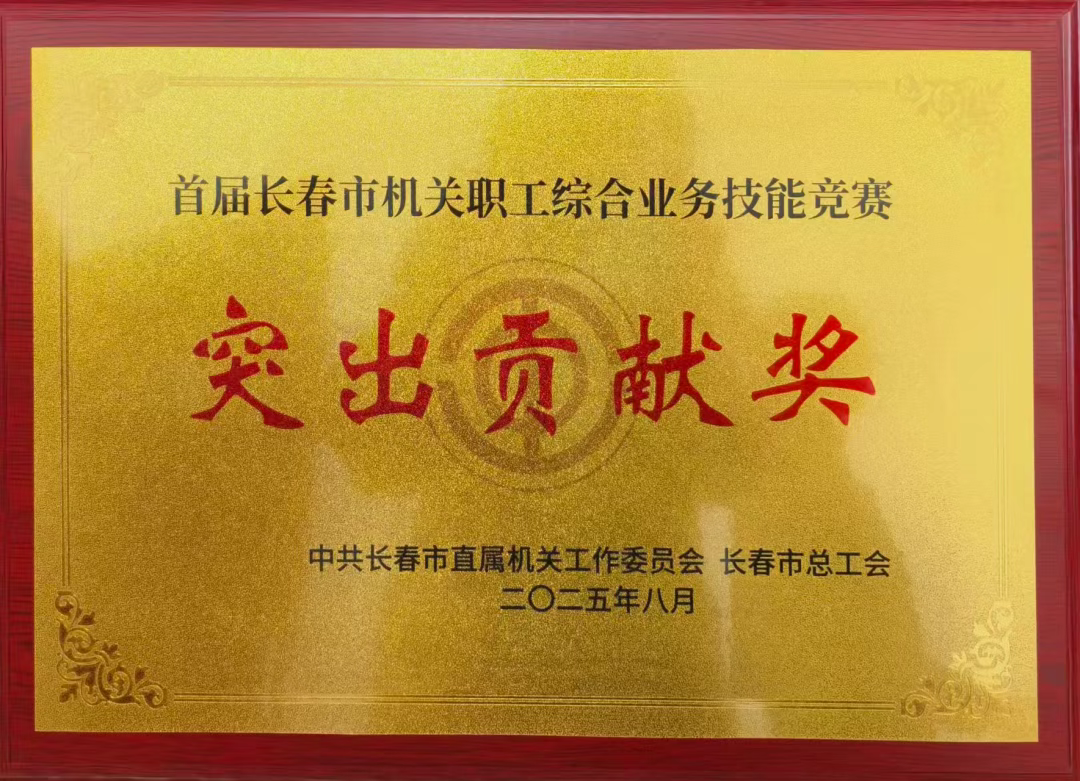 首届长春市机关职工综合业务技能竞赛
突出贡献奖
中共长春市直属机关工作委员会 长春市总工会
二〇二五年八月